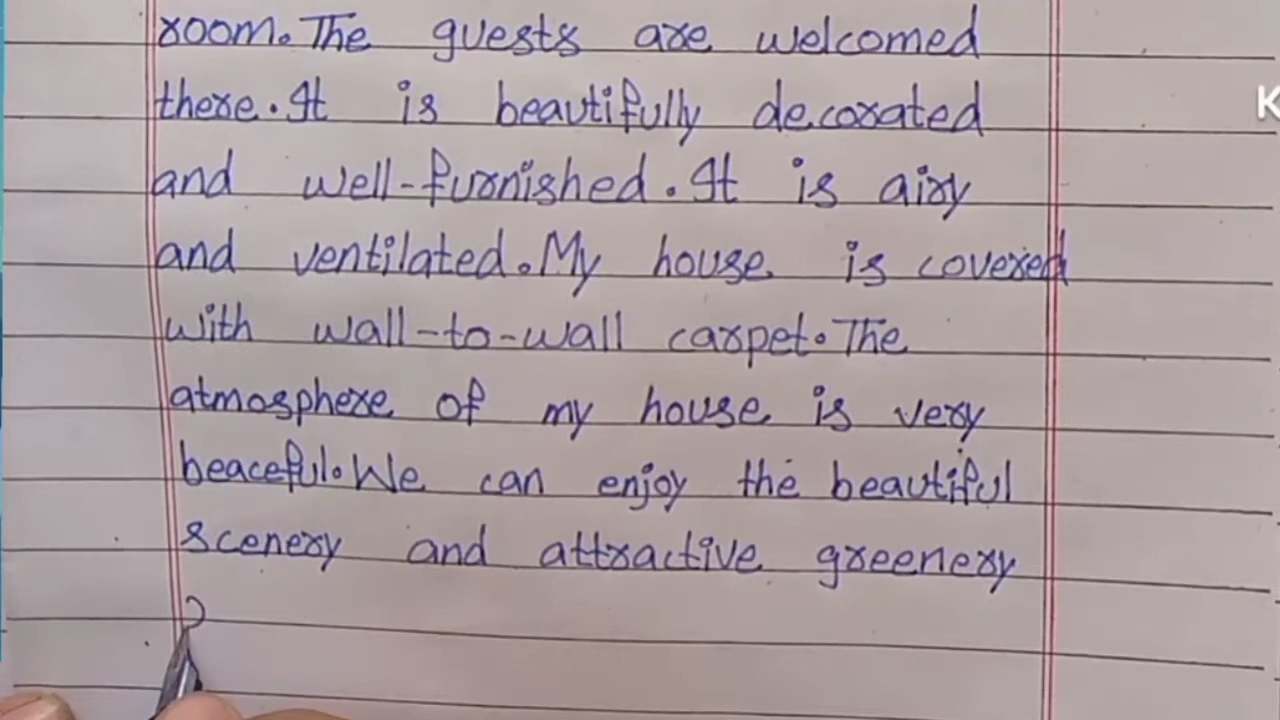 room. The guests are welcomed
there. It is beautifully decorated
and well-furnished. It is airy
and ventilated. My house is covered
with wall-to-wall carpet. The
atmosphere of my house is very
beaceful. We can enjoy the beautiful
scenery and attractive greenery
K